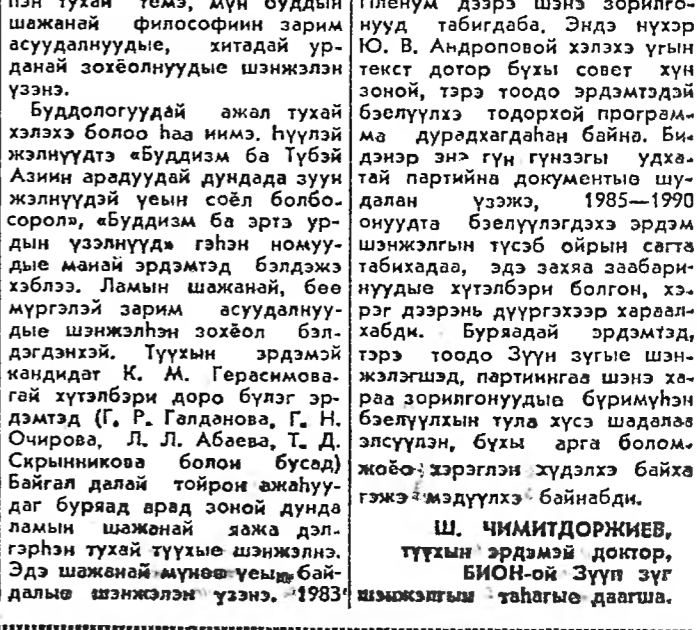 пэн тухай темэ, мүн буддын
шажанай философиин зарим
асуудалнуудые, хитадай ур-
данай зохёолнуудые шэнжэлэн
үзэнэ.
Буддологуудай ажал тухай
хэлэхэ болоо һаа иимэ. Һүүлэй
жэлнүүдтэ «Буддизм ба Түбэй
Азиин арадуудай дундада зуун
жэлнүүдэй үеын соёл болбо-
сорол», «Буддизм ба эртэ ур-
дын үзэлнүүд» гэһэн номуу-
дые манай эрдэмтэд бэлдэжэ
хэблээ. Ламын шажанай, бөө
мүргэлэй зарим асуудалнуу-
дые шэнжэлһэн зохёол бэл-
дэгдэнхэй. Түүхын эрдэмэй
кандидат К. М. Герасимова-
гай хүтэлбэри доро бүлэг эр-
дэмтэд (Г. Р. Галданова, Г. Н.
Очирова, Л. Л. Абаева, Т. Д.
Скрынникова болон бусад)
Байгал далай тойрон ажаһуу-
даг буряад арад зоной дунда
ламын шажанай яажа дэл-
гэрһэн тухай түүхые шэнжэлнэ.
Эдэ шажанай мүнөө үеын бай-
далые шэнжэлэн үзэнэ. 1983
Пленум дээрэ шэнэ зорилго-
нууд табигдаба. Эндэ нүхэр
Ю. В. Андроповой хэлэхэ үгын
текст дотор бүхы совет хүн
зоной, тэрэ тоодо эрдэмтэдэй
бэелүүлхэ тодорхой програм-
ма дурадхагдаһан байна. Би-
дэнэр энэ гүн гүнзэгы удха-
тай партийна документые шу-
далан үзэжэ, 1985—1990
онуудта бэелүүлэгдэхэ эрдэм
шэнжэлгын түсэб ойрын сагта
табихадаа, эдэ захяа заабари-
нуудые хүтэлбэри болгон, хэ-
рэг дээрэнь дүүргэхээр хараал-
хабди. Буряадай эрдэмтэд,
тэрэ тоодо Зүүн зүгые шэн-
жэлэгшэд, партиингаа шэнэ ха-
раа зорилгонуудые бүримүһэн
бэелүүлхын тула хүсэ шадалаа
элсүүлэн, бүхы арга болом-
жоёо хэрэглэн хүдэлхэ байха
гэжэ мэдүүлхэ байнабди.
Ш. ЧИМИТДОРЖИЕВ,
түүхын эрдэмэй доктор,
БИОН-ой Зүүн зүг
шэнжэлгын таһагые даагша.